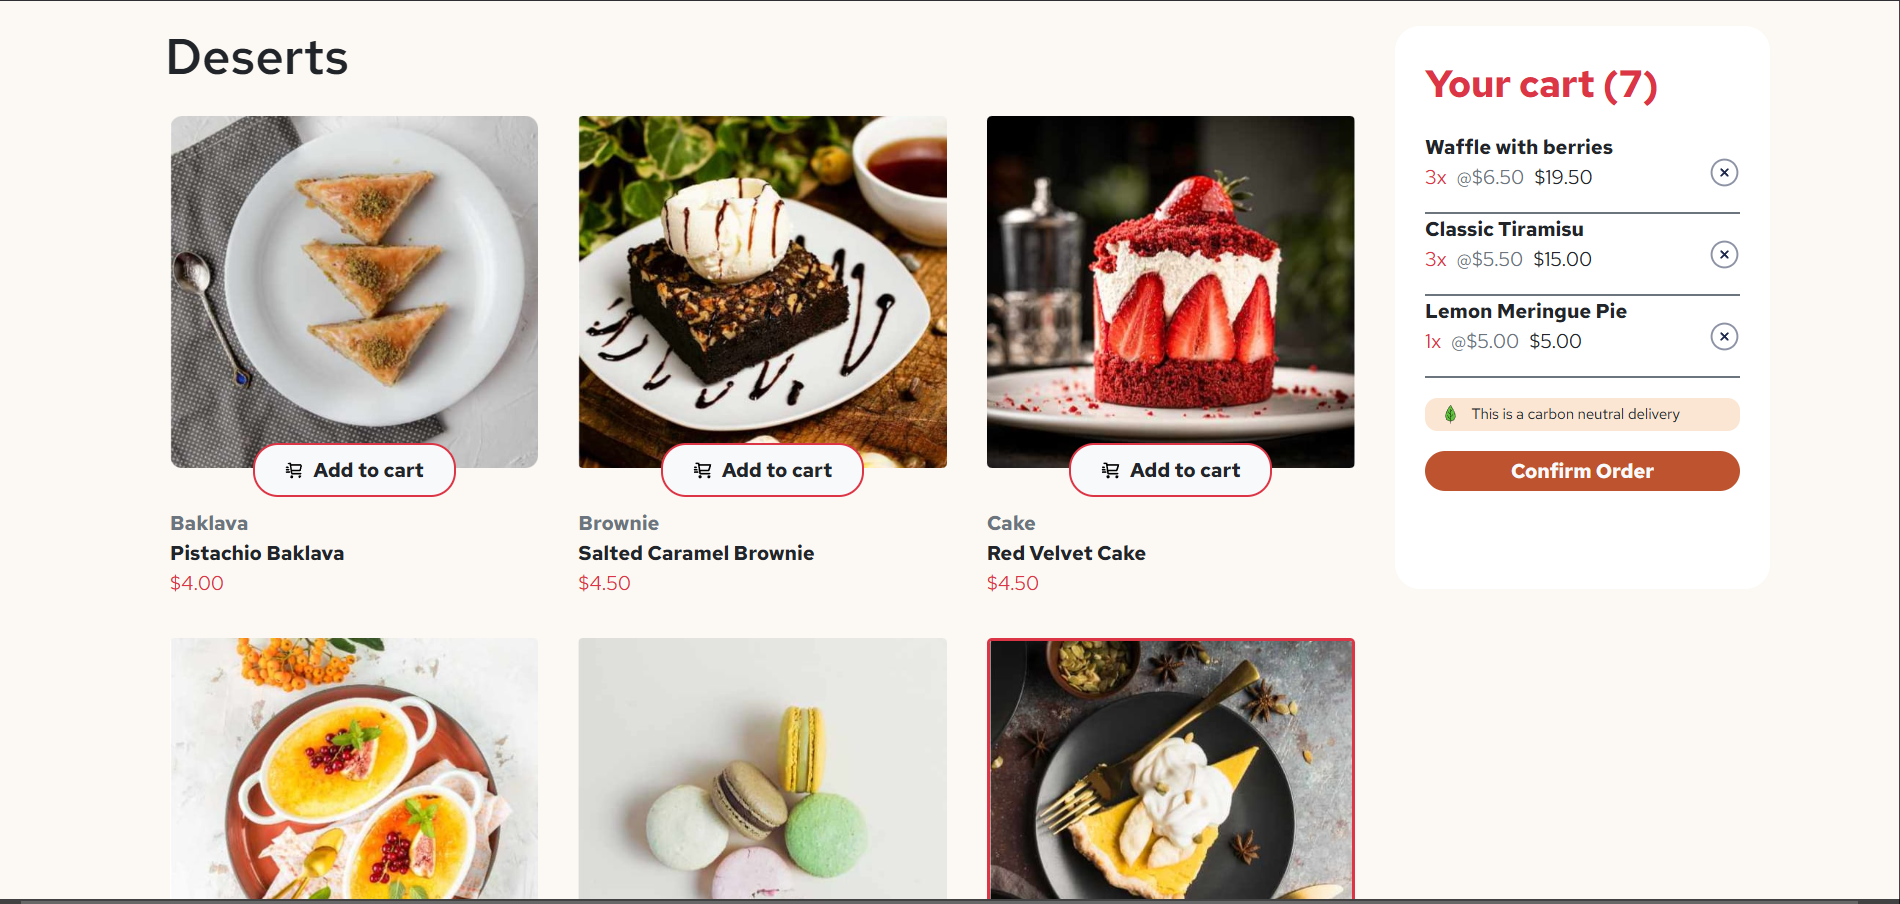 Deserts
Add to cart
Baklava
Pistachio Baklava
$4.00
Add to cart
Brownie
Salted Caramel Brownie
$4.50
Add to cart
Cake
Red Velvet Cake
$4.50
Your cart (7)
Waffle with berries
3x @$6.50 $19.50
Classic Tiramisu
3x @$5.50 $15.00
Lemon Meringue Pie
1x @$5.00 $5.00
This is a carbon neutral delivery
Confirm Order